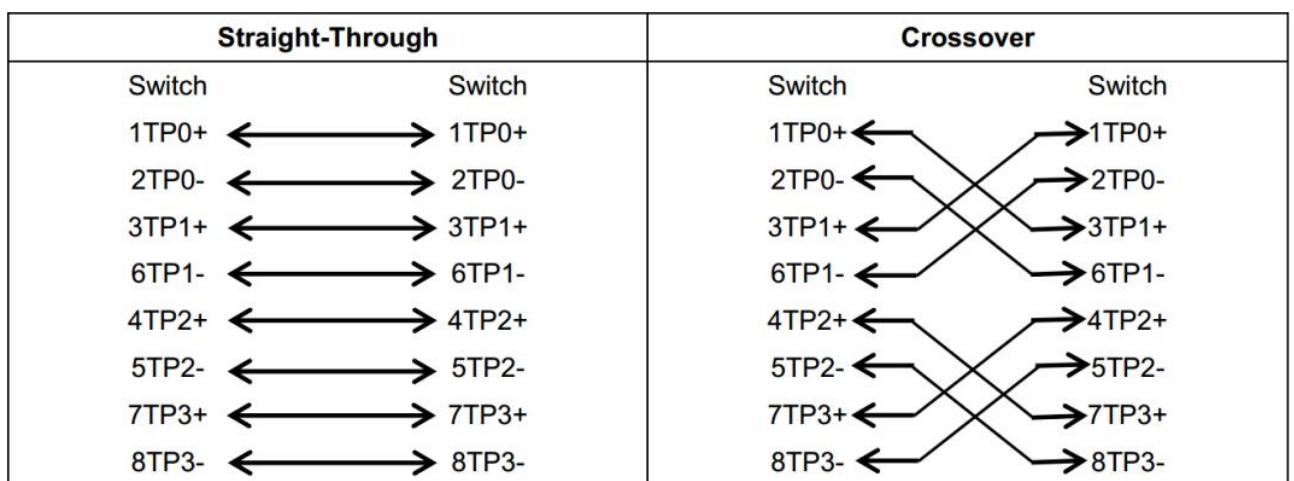 Straight-Through Crossover
Switch Switch Switch Switch
1TP0+ 1TP0+ 1TP0+ 1TP0+
2TP0- 2TP0- 2TP0- 2TP0-
3TP1+ 3TP1+ 3TP1+ 3TP1+
6TP1- 6TP1- 6TP1- 6TP1-
4TP2+ 4TP2+ 4TP2+ 4TP2+
5TP2- 5TP2- 5TP2- 5TP2-
7TP3+ 7TP3+ 7TP3+ 7TP3+
8TP3- 8TP3- 8TP3- 8TP3-